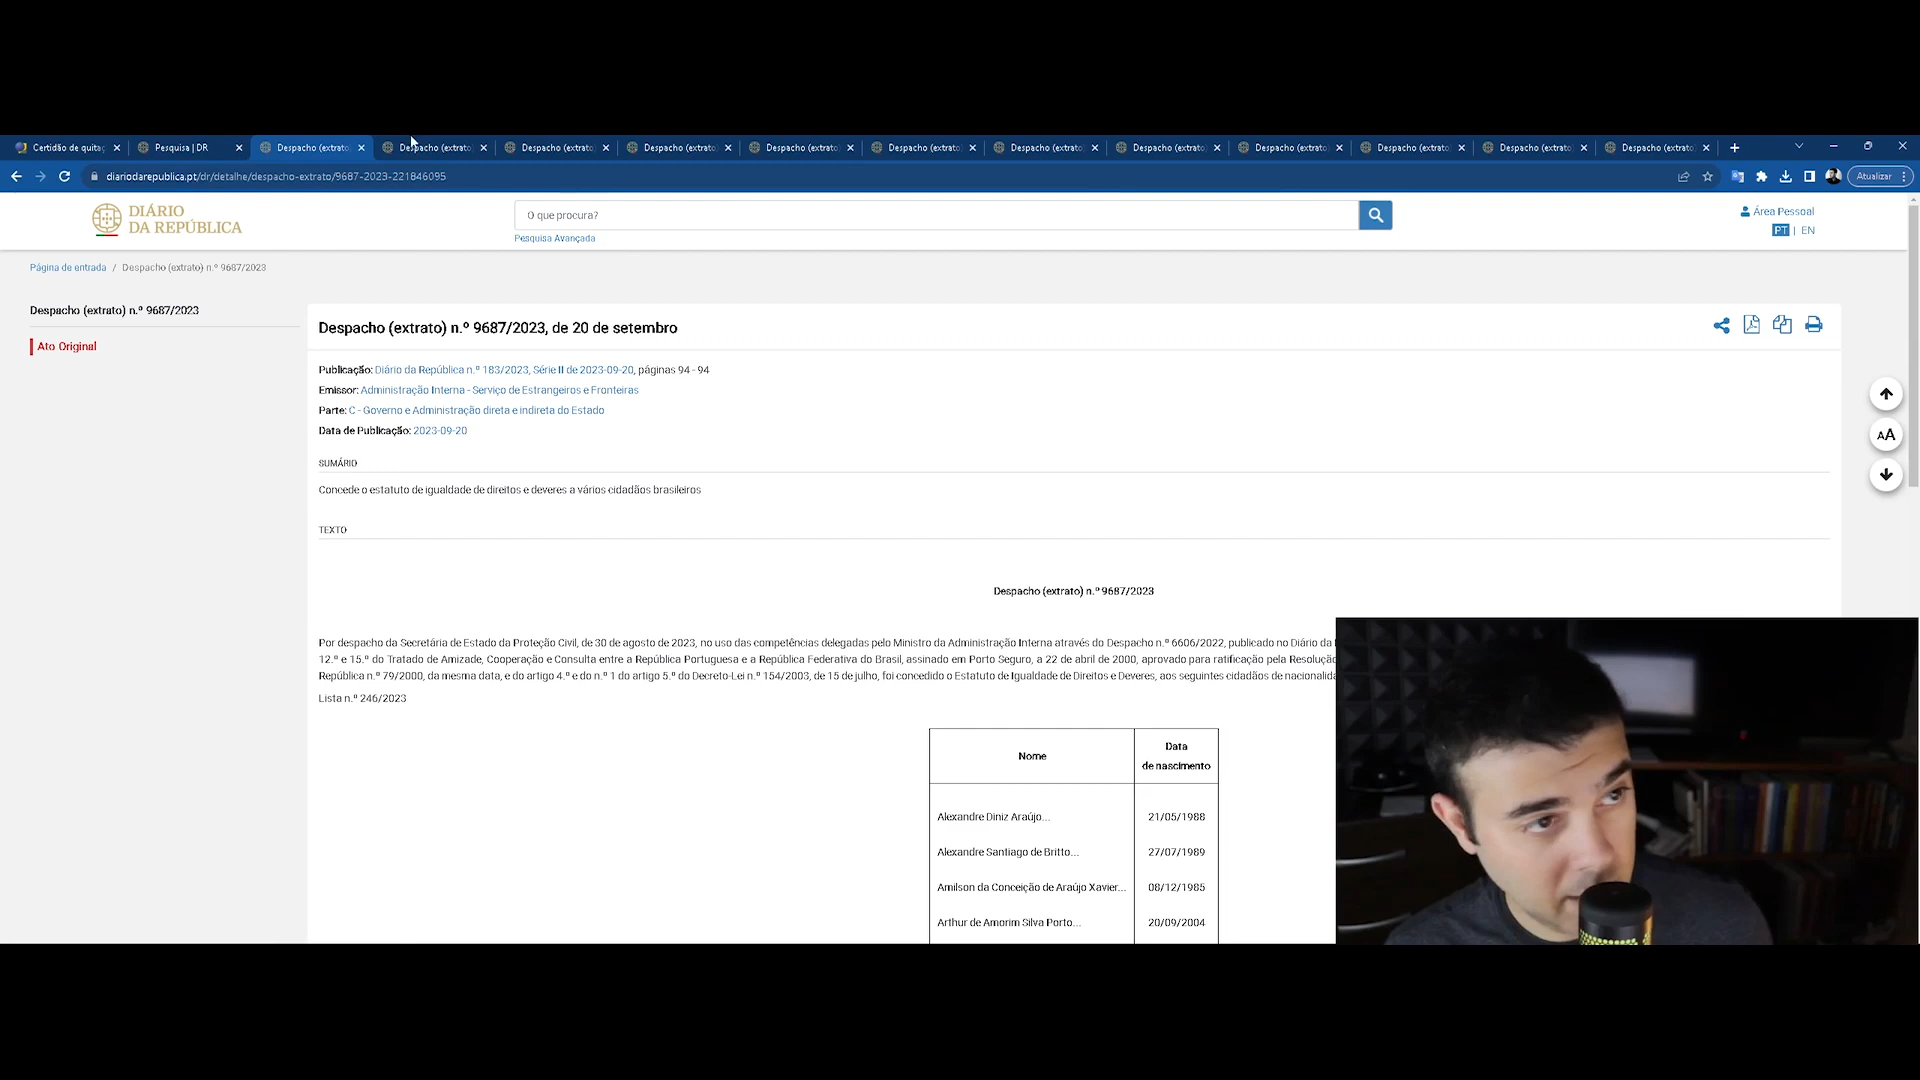 Certidão de quitaç
Pesquisa | DR
Despacho (extrato)
Despacho (extrato)
Despacho (extrato)
Despacho (extrato)
Despacho (extrato)
Despacho (extrato)
Despacho (extrato)
Despacho (extrato)
Despacho (extrato)
Despacho (extrato)
Despacho (extrato)
Despacho (extrato)
diariodarepublica.pt/dr/detalhe/despacho-extrato/9687-2023-221846095
Atualizar
DIÁRIO
DA REPÚBLICA
O que procura?
Pesquisa Avançada
Área Pessoal
PT | EN
Página de entrada / Despacho (extrato) n.º 9687/2023
Despacho (extrato) n.º 9687/2023
Ato Original
Despacho (extrato) n.º 9687/2023, de 20 de setembro
Publicação: Diário da República n.º 183/2023, Série II de 2023-09-20, páginas 94 - 94
Emissor: Administração Interna - Serviço de Estrangeiros e Fronteiras
Parte: C - Governo e Administração direta e indireta do Estado
Data de Publicação: 2023-09-20
AA
SUMÁRIO
Concede o estatuto de igualdade de direitos e deveres a vários cidadãos brasileiros
TEXTO
Despacho (extrato) n.º 9687/2023
Por despacho da Secretária de Estado da Proteção Civil, de 30 de agosto de 2023, no uso das competências delegadas pelo Ministro da Administração Interna através do Despacho n.º 6606/2022, publicado no Diário da
12.º e 15.º do Tratado de Amizade, Cooperação e Consulta entre a República Portuguesa e a República Federativa do Brasil, assinado em Porto Seguro, a 22 de abril de 2000, aprovado para ratificação pela Resolução
República n.º 79/2000, da mesma data, e do artigo 4.º e do n.º 1 do artigo 5.º do Decreto-Lei n.º 154/2003, de 15 de julho, foi concedido o Estatuto de Igualdade de Direitos e Deveres, aos seguintes cidadãos de nacionalida
Lista n.º 246/2023
Nome
Data
de nascimento
Alexandre Diniz Araújo... 21/05/1988
Alexandre Santiago de Britto... 27/07/1989
Amilson da Conceição de Araújo Xavier... 08/12/1985
Arthur de Amorim Silva Porto... 20/09/2004